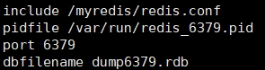 include /myredis/redis.conf
pidfile /var/run/redis_6379.pid
port 6379
dbfilename dump6379.rdb